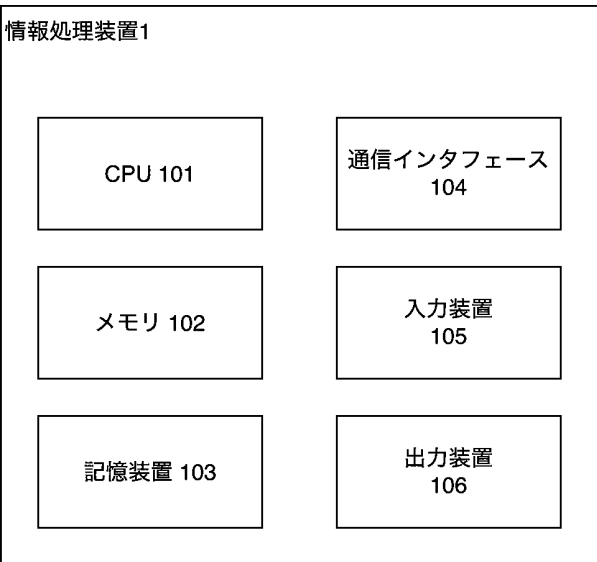 情報処理装置1
CPU 101
メモリ 102
記憶装置 103
通信インタフェース
104
入力装置
105
出力装置
106